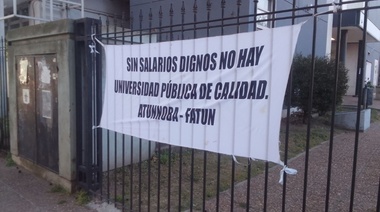 SIN SALARIOS DIGNOS NO HAY
UNIVERSIDAD PÚBLICA DE CALIDAD.
ATUNNOBA - FATUN